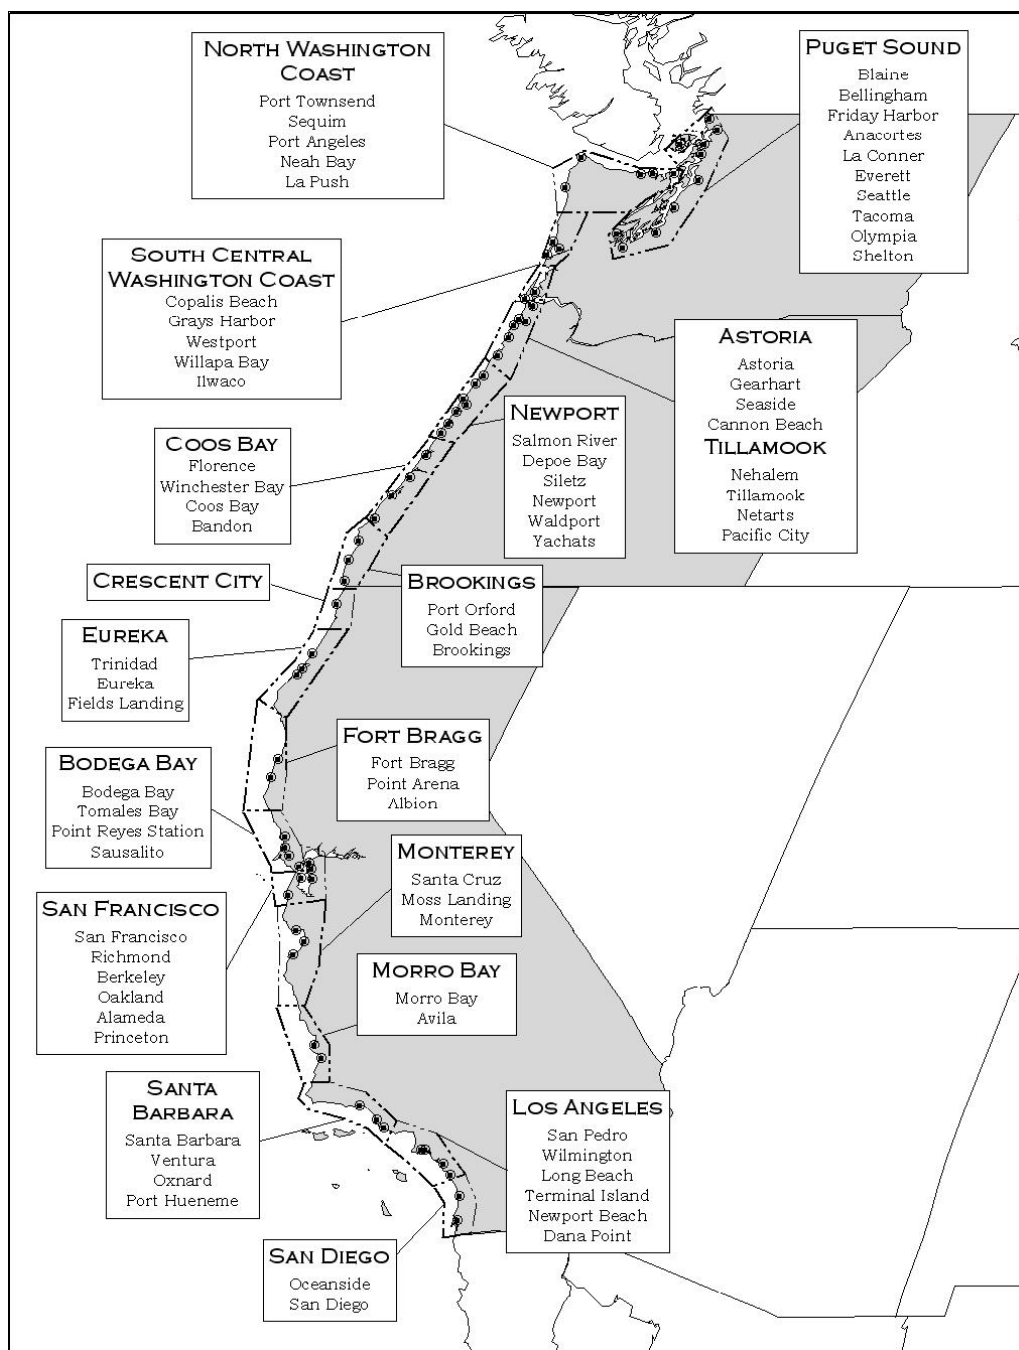 NORTH WASHINGTON
COAST
Port Townsend
Sequim
Port Angeles
Neah Bay
La Push
PUGET SOUND
Blaine
Bellingham
Friday Harbor
Anacortes
La Conner
Everett
Seattle
Tacoma
Olympia
Shelton
SOUTH CENTRAL
WASHINGTON COAST
Copalis Beach
Grays Harbor
Westport
Willapa Bay
Ilwaco
ASTORIA
Astoria
Gearhart
Seaside
Cannon Beach
TILLAMOOK
Nehalem
Tillamook
Netarts
Pacific City
NEWPORT
Salmon River
Depoe Bay
Siletz
Newport
Waldport
Yachats
COOS BAY
Florence
Winchester Bay
Coos Bay
Bandon
CRESCENT CITY
BROOKINGS
Port Orford
Gold Beach
Brookings
EUREKA
Trinidad
Eureka
Fields Landing
FORT BRAGG
Fort Bragg
Point Arena
Albion
BODEGA BAY
Bodega Bay
Tomales Bay
Point Reyes Station
Sausalito
MONTEREY
Santa Cruz
Moss Landing
Monterey
SAN FRANCISCO
San Francisco
Richmond
Berkeley
Oakland
Alameda
Princeton
MORRO BAY
Morro Bay
Avila
SANTA
BARBARA
Santa Barbara
Ventura
Oxnard
Port Hueneme
LOS ANGELES
San Pedro
Wilmington
Long Beach
Terminal Island
Newport Beach
Dana Point
SAN DIEGO
Oceanside
San Diego